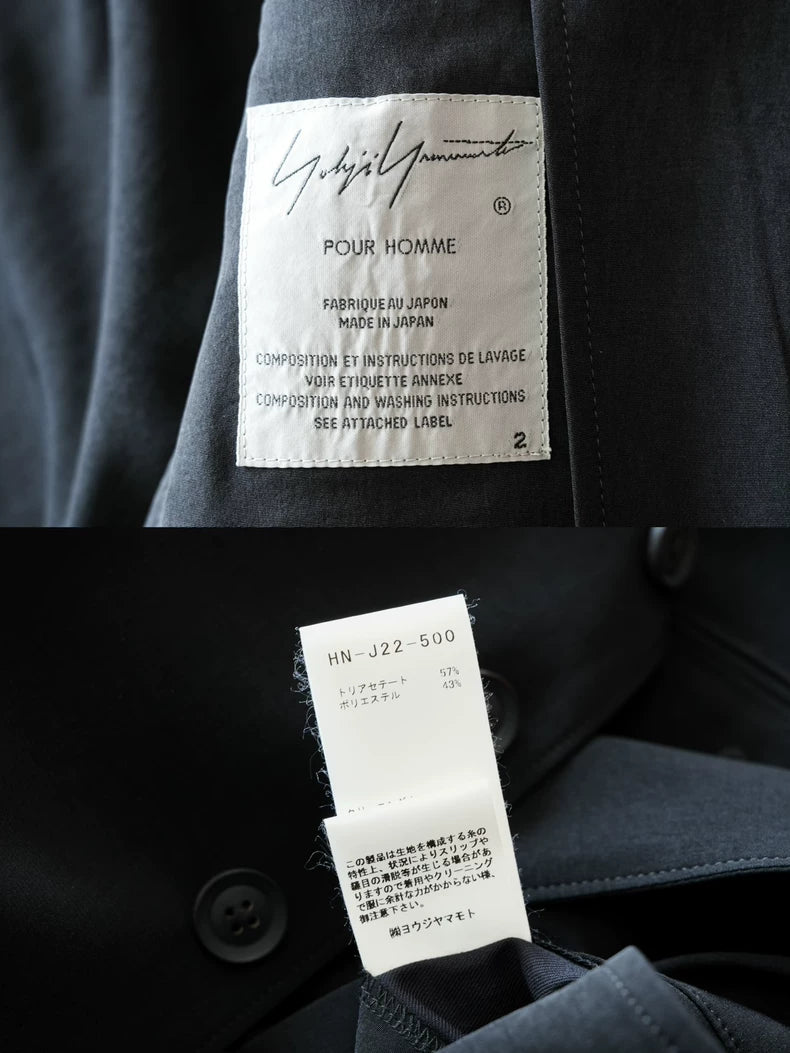 Yohji Yamamoto
®
POUR HOMME
FABRIQUE AU JAPON
MADE IN JAPAN
COMPOSITION ET INSTRUCTIONS DE LAVAGE
VOIR ETIQUETTE ANNEXE
COMPOSITION AND WASHING INSTRUCTIONS
SEE ATTACHED LABEL
2
HN-J22-500
トリアセテート 57%
ポリエステル 43%
この製品は生地を構成する糸の
特性上、状況によりスリップや
縫目の滑脱等が生じる場合があ
りますので着用やクリーニング
で服に余計な力がかからない様、
御注意下さい。
㈱ヨウジヤマモト